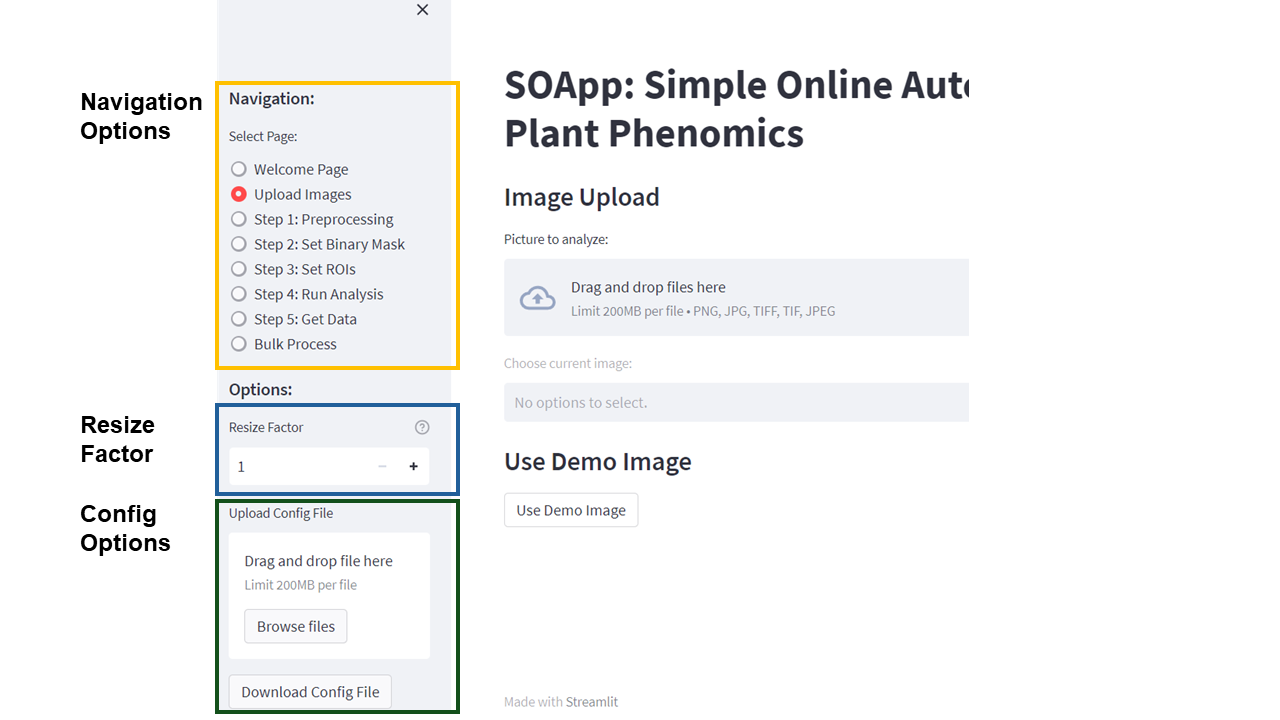 Navigation
Options
Resize
Factor
Config
Options
Navigation:
Select Page:
Welcome Page
Upload Images
Step 1: Preprocessing
Step 2: Set Binary Mask
Step 3: Set ROIs
Step 4: Run Analysis
Step 5: Get Data
Bulk Process
Options:
Resize Factor
1
Upload Config File
Drag and drop file here
Limit 200MB per file
Browse files
Download Config File
SOApp: Simple Online
Plant Phenomics
Image Upload
Picture to analyze:
Drag and drop files here
Limit 200MB per file • PNG, JPG, TIFF, TIF, JPEG
Choose current image:
No options to select.
Use Demo Image
Use Demo Image
Made with Streamlit